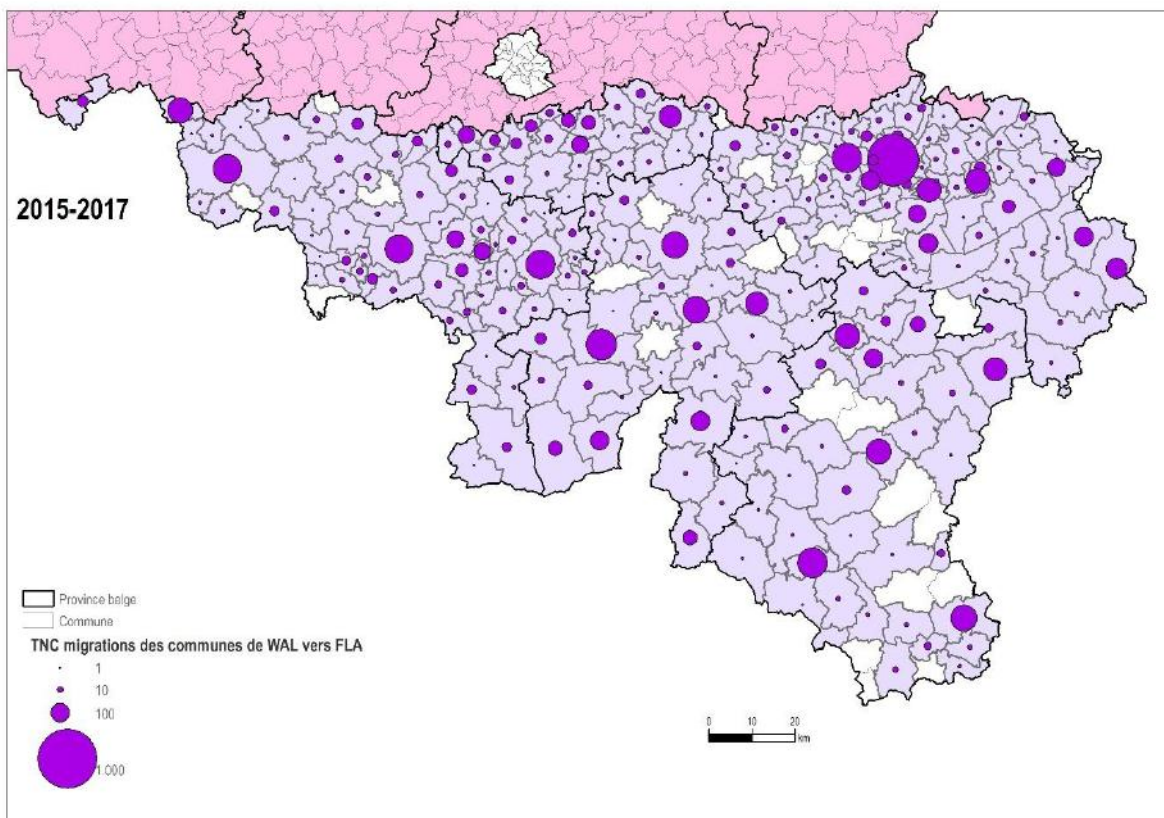 2015-2017
Province belge
Commune
TNC migrations des communes de WAL vers FLA
1
10
100
1.000
0 10 20
km